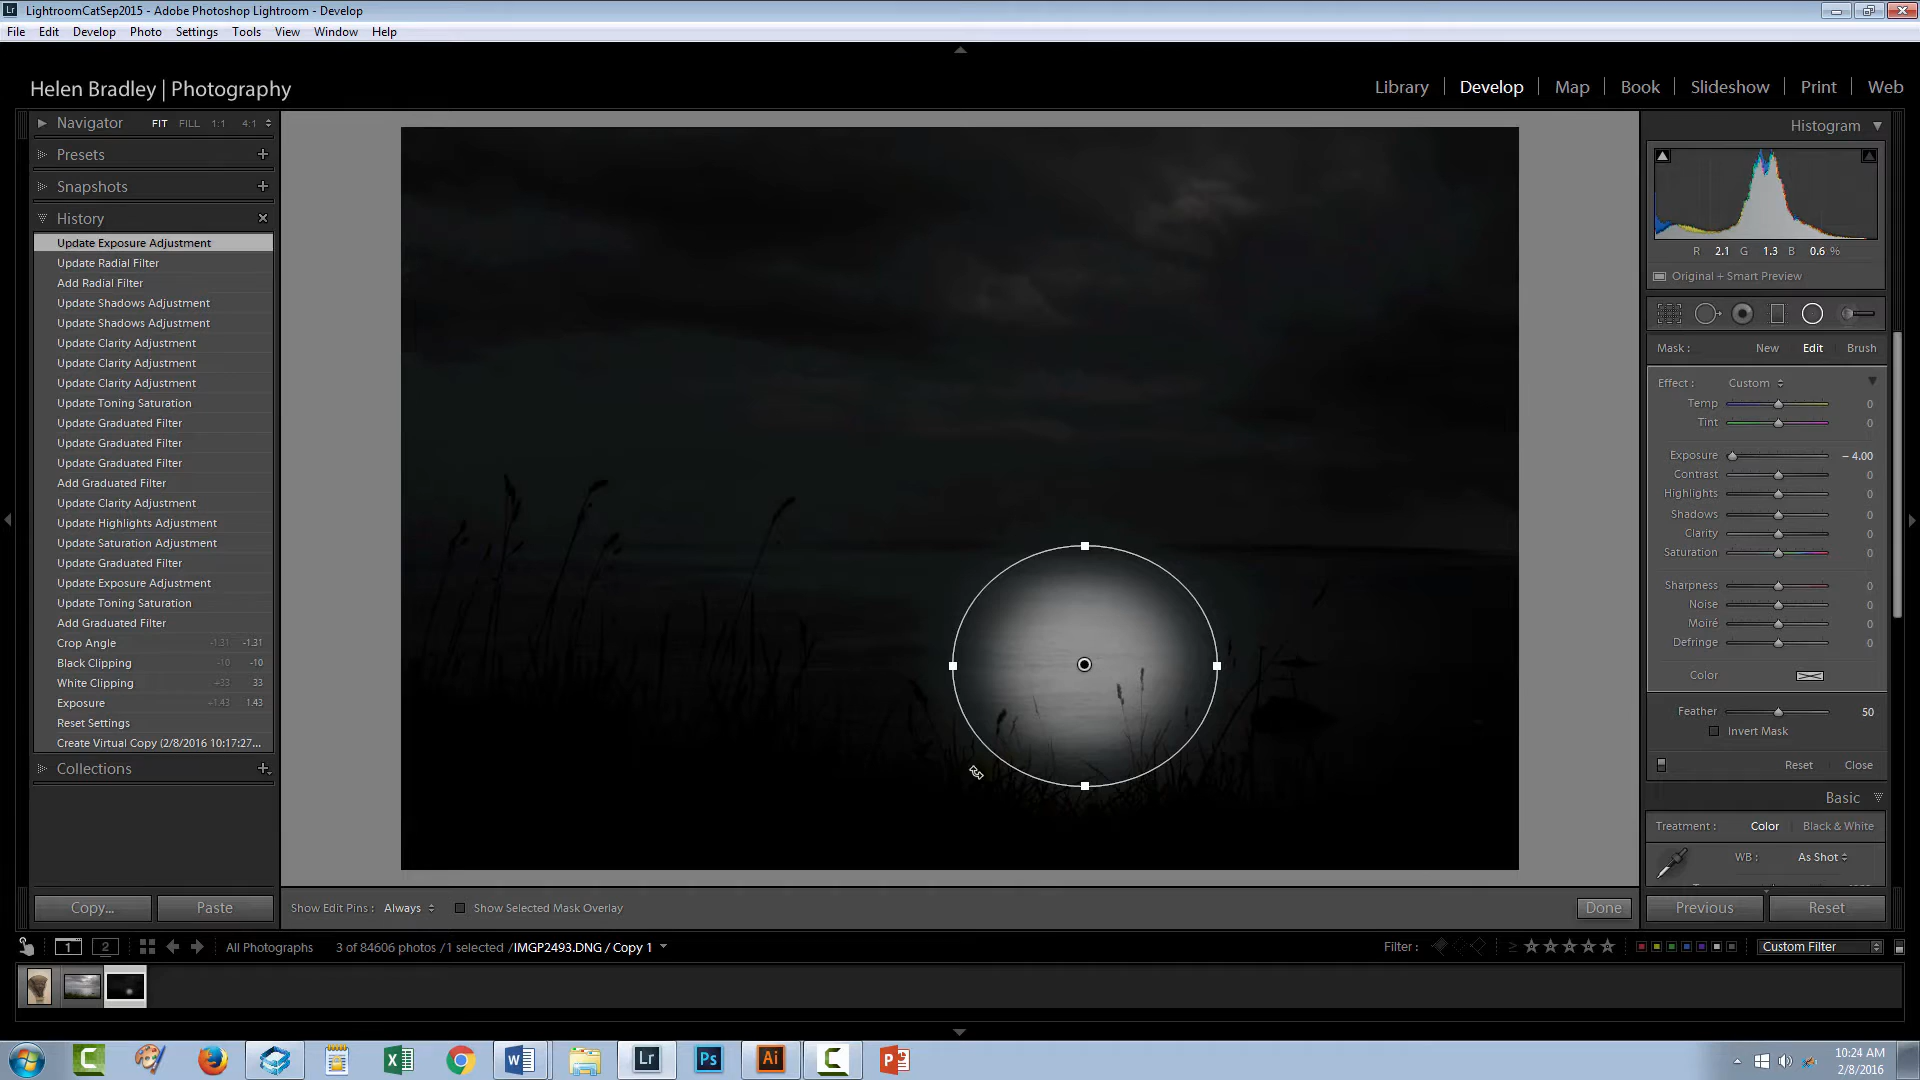 LightroomCatSep2015 - Adobe Photoshop Lightroom - Develop
File Edit Develop Photo Settings Tools View Window Help
Helen Bradley | Photography
Library | Develop | Map | Book | Slideshow | Print | Web
Navigator FIT FILL 1:1 4:1
Presets
Snapshots
History
Update Exposure Adjustment
Update Radial Filter
Add Radial Filter
Update Shadows Adjustment
Update Shadows Adjustment
Update Clarity Adjustment
Update Clarity Adjustment
Update Clarity Adjustment
Update Toning Saturation
Update Graduated Filter
Update Graduated Filter
Update Graduated Filter
Add Graduated Filter
Update Clarity Adjustment
Update Highlights Adjustment
Update Saturation Adjustment
Update Graduated Filter
Update Exposure Adjustment
Update Toning Saturation
Add Graduated Filter
Crop Angle -1.31 -1.31
Black Clipping -10 -10
White Clipping +33 33
Exposure +1.43 1.43
Reset Settings
Create Virtual Copy (2/8/2016 10:17:27...
Collections
Copy... Paste
Histogram
R 2.1 G 1.3 B 0.6 %
Original + Smart Preview
Mask : New Edit Brush
Effect : Custom
Temp 0
Tint 0
Exposure – 4.00
Contrast 0
Highlights 0
Shadows 0
Clarity 0
Saturation 0
Sharpness 0
Noise 0
Moiré 0
Defringe 0
Color
Feather 50
Invert Mask
Reset Close
Basic
Treatment : Color Black & White
WB : As Shot
Previous Reset
Show Edit Pins : Always Show Selected Mask Overlay Done
1 2 All Photographs 3 of 84606 photos /1 selected /IMGP2493.DNG / Copy 1 Filter : ≥ Custom Filter
Lr Ps Ai
10:24 AM
2/8/2016